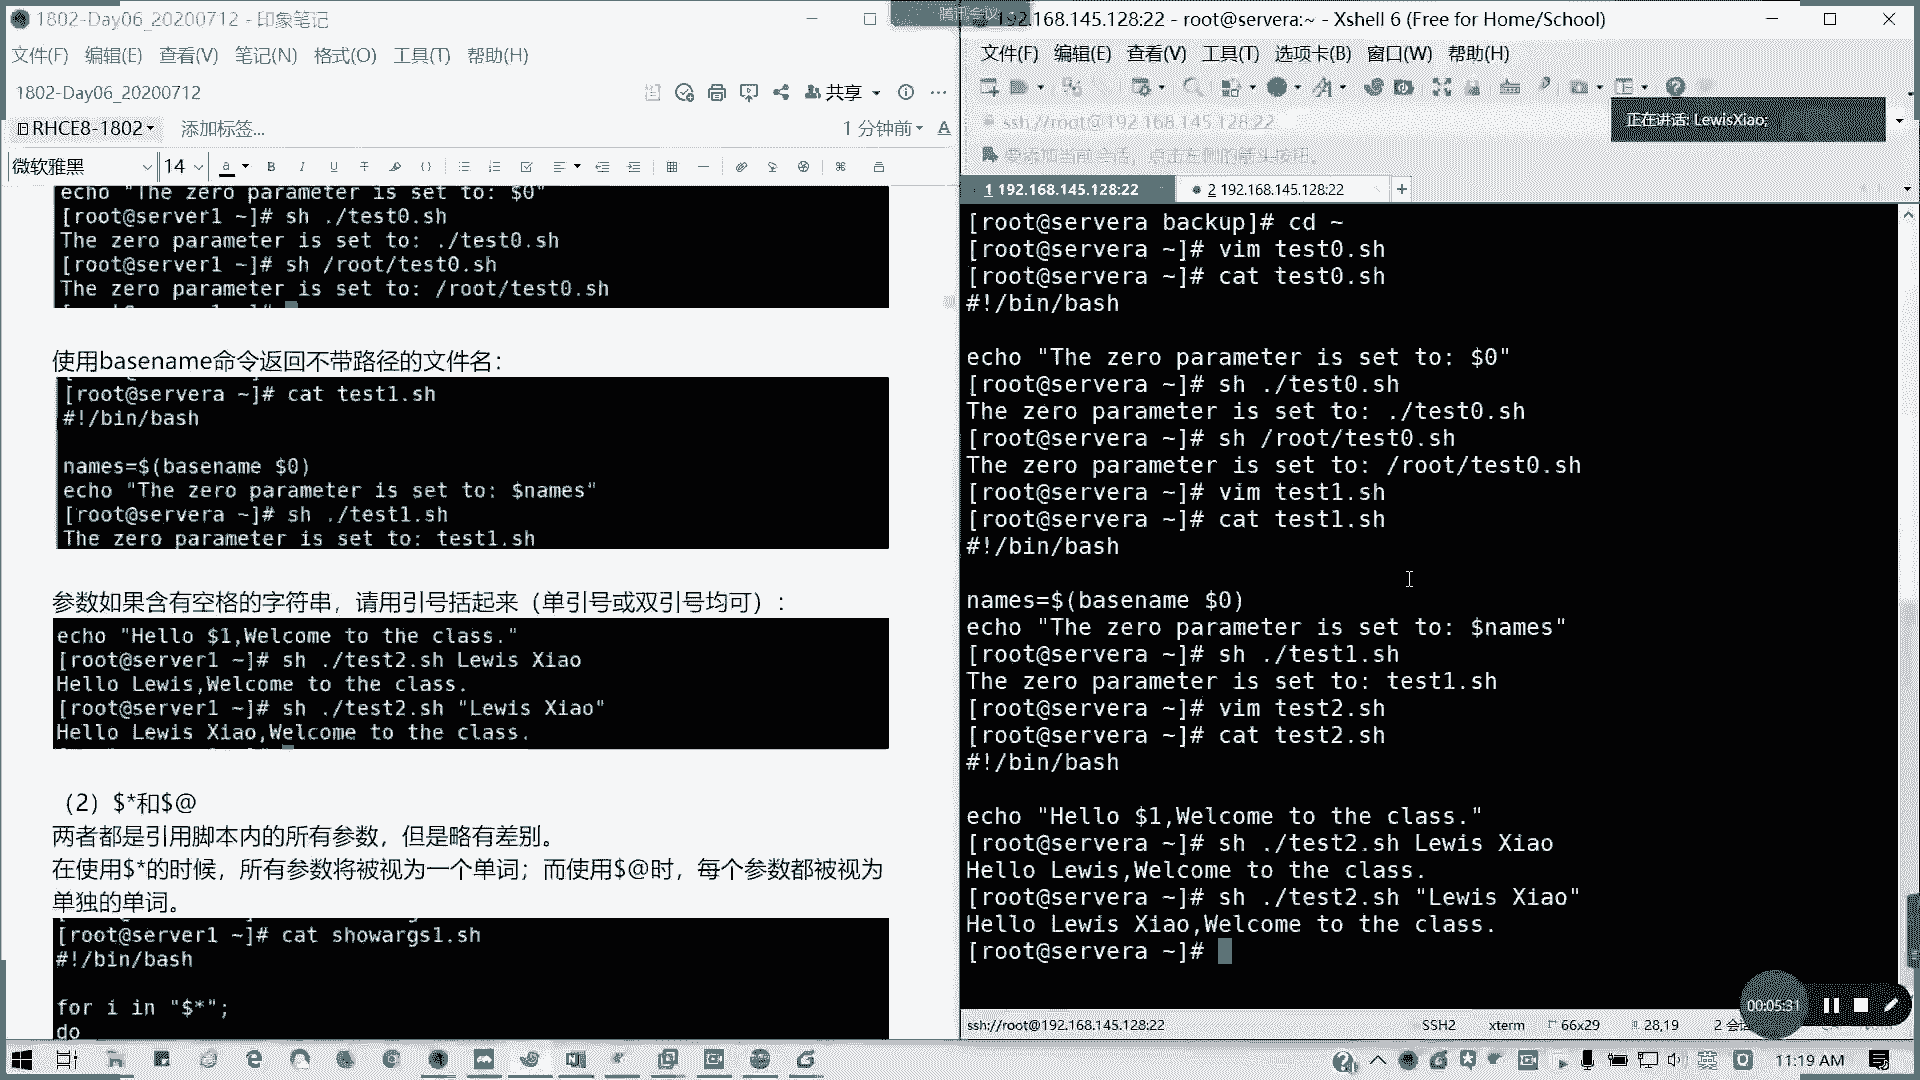 1802-Day06_20200712 - 印象笔记
文件(F) 编辑(E) 查看(V) 笔记(N) 格式(O) 工具(T) 帮助(H)
1802-Day06_20200712
共享
RHCE8-1802
添加标签...
1 分钟前
微软雅黑
14
echo "The zero parameter is set to: $0"
[root@server1 ~]# sh ./test0.sh
The zero parameter is set to: ./test0.sh
[root@server1 ~]# sh /root/test0.sh
The zero parameter is set to: /root/test0.sh
使用basename命令返回不带路径的文件名：
[root@servera ~]# cat test1.sh
#!/bin/bash
names=$(basename $0)
echo "The zero parameter is set to: $names"
[root@servera ~]# sh ./test1.sh
The zero parameter is set to: test1.sh
参数如果含有空格的字符串，请用引号括起来（单引号或双引号均可）：
echo "Hello $1,Welcome to the class."
[root@server1 ~]# sh ./test2.sh Lewis Xiao
Hello Lewis,Welcome to the class.
[root@server1 ~]# sh ./test2.sh "Lewis Xiao"
Hello Lewis Xiao,Welcome to the class.
（2）$*和$@
两者都是引用脚本内的所有参数，但是略有差别。
在使用$*的时候，所有参数将被视为一个单词；而使用$@时，每个参数都被视为
单独的单词。
[root@server1 ~]# cat showargs1.sh
#!/bin/bash
for i in "$*";
do
腾讯会议
192.168.145.128:22 - root@servera:~ - Xshell 6 (Free for Home/School)
文件(F) 编辑(E) 查看(V) 工具(T) 选项卡(B) 窗口(W) 帮助(H)
ssh://root@192.168.145.128:22
正在讲话: LewisXiao;
要添加当前会话，点击左侧的箭头按钮。
1 192.168.145.128:22
2 192.168.145.128:22
[root@servera backup]# cd ~
[root@servera ~]# vim test0.sh
[root@servera ~]# cat test0.sh
#!/bin/bash
echo "The zero parameter is set to: $0"
[root@servera ~]# sh ./test0.sh
The zero parameter is set to: ./test0.sh
[root@servera ~]# sh /root/test0.sh
The zero parameter is set to: /root/test0.sh
[root@servera ~]# vim test1.sh
[root@servera ~]# cat test1.sh
#!/bin/bash
names=$(basename $0)
echo "The zero parameter is set to: $names"
[root@servera ~]# sh ./test1.sh
The zero parameter is set to: test1.sh
[root@servera ~]# vim test2.sh
[root@servera ~]# cat test2.sh
#!/bin/bash
echo "Hello $1,Welcome to the class."
[root@servera ~]# sh ./test2.sh Lewis Xiao
Hello Lewis,Welcome to the class.
[root@servera ~]# sh ./test2.sh "Lewis Xiao"
Hello Lewis Xiao,Welcome to the class.
[root@servera ~]#
00:05:31
ssh://root@192.168.145.128:22
SSH2
xterm
66x29
28,19
2 会
英
11:19 AM